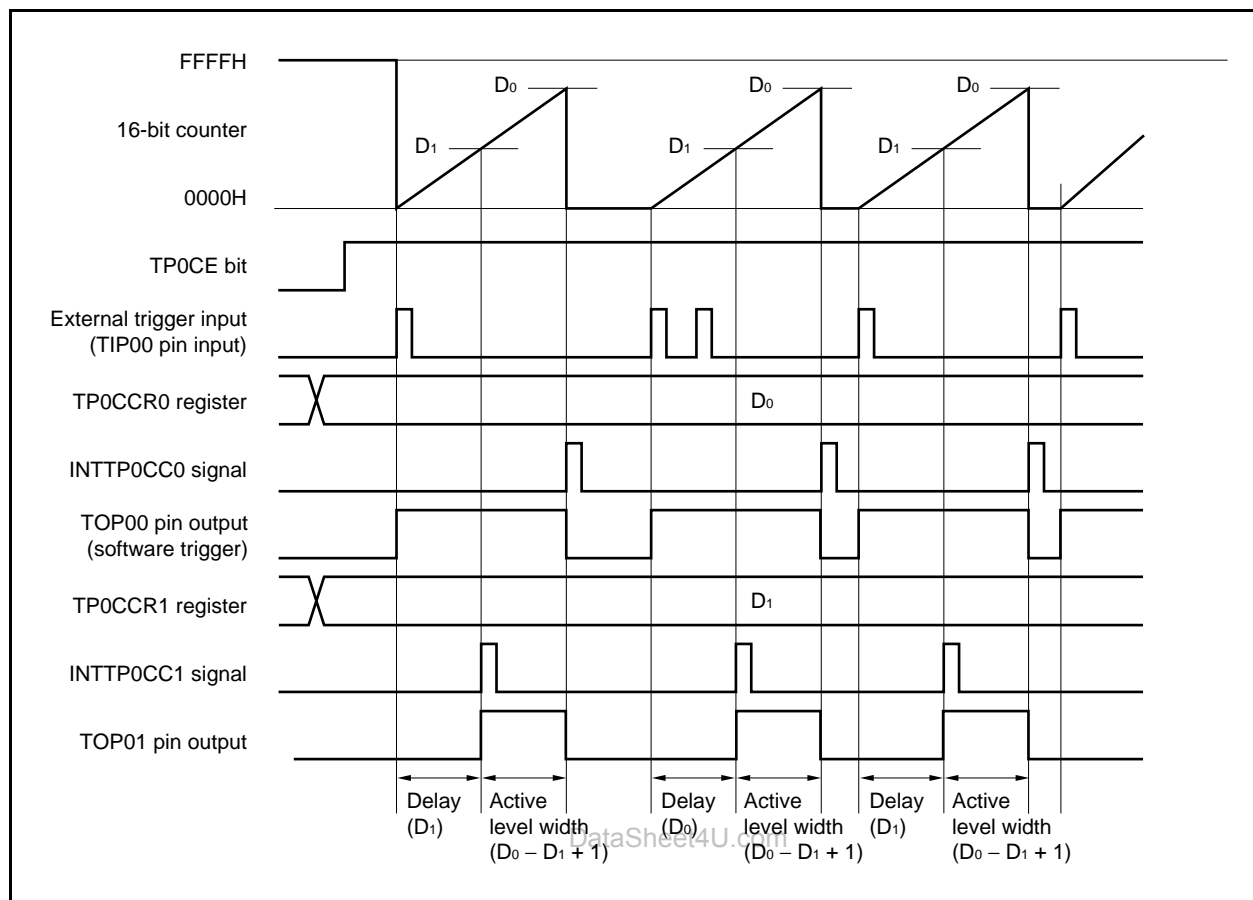 FFFFH
D0 D0 D0
16-bit counter
D1 D1 D1
0000H
TP0CE bit
External trigger input
(TIP00 pin input)
TP0CCR0 register
D0
INTTP0CC0 signal
TOP00 pin output
(software trigger)
TP0CCR1 register
D1
INTTP0CC1 signal
TOP01 pin output
Delay
(D1)
Active
level width
(D0 − D1 + 1)
Delay
(D0)
Active
level width
(D0 − D1 + 1)
Delay
(D1)
Active
level width
(D0 − D1 + 1)
DataSheet4U.com